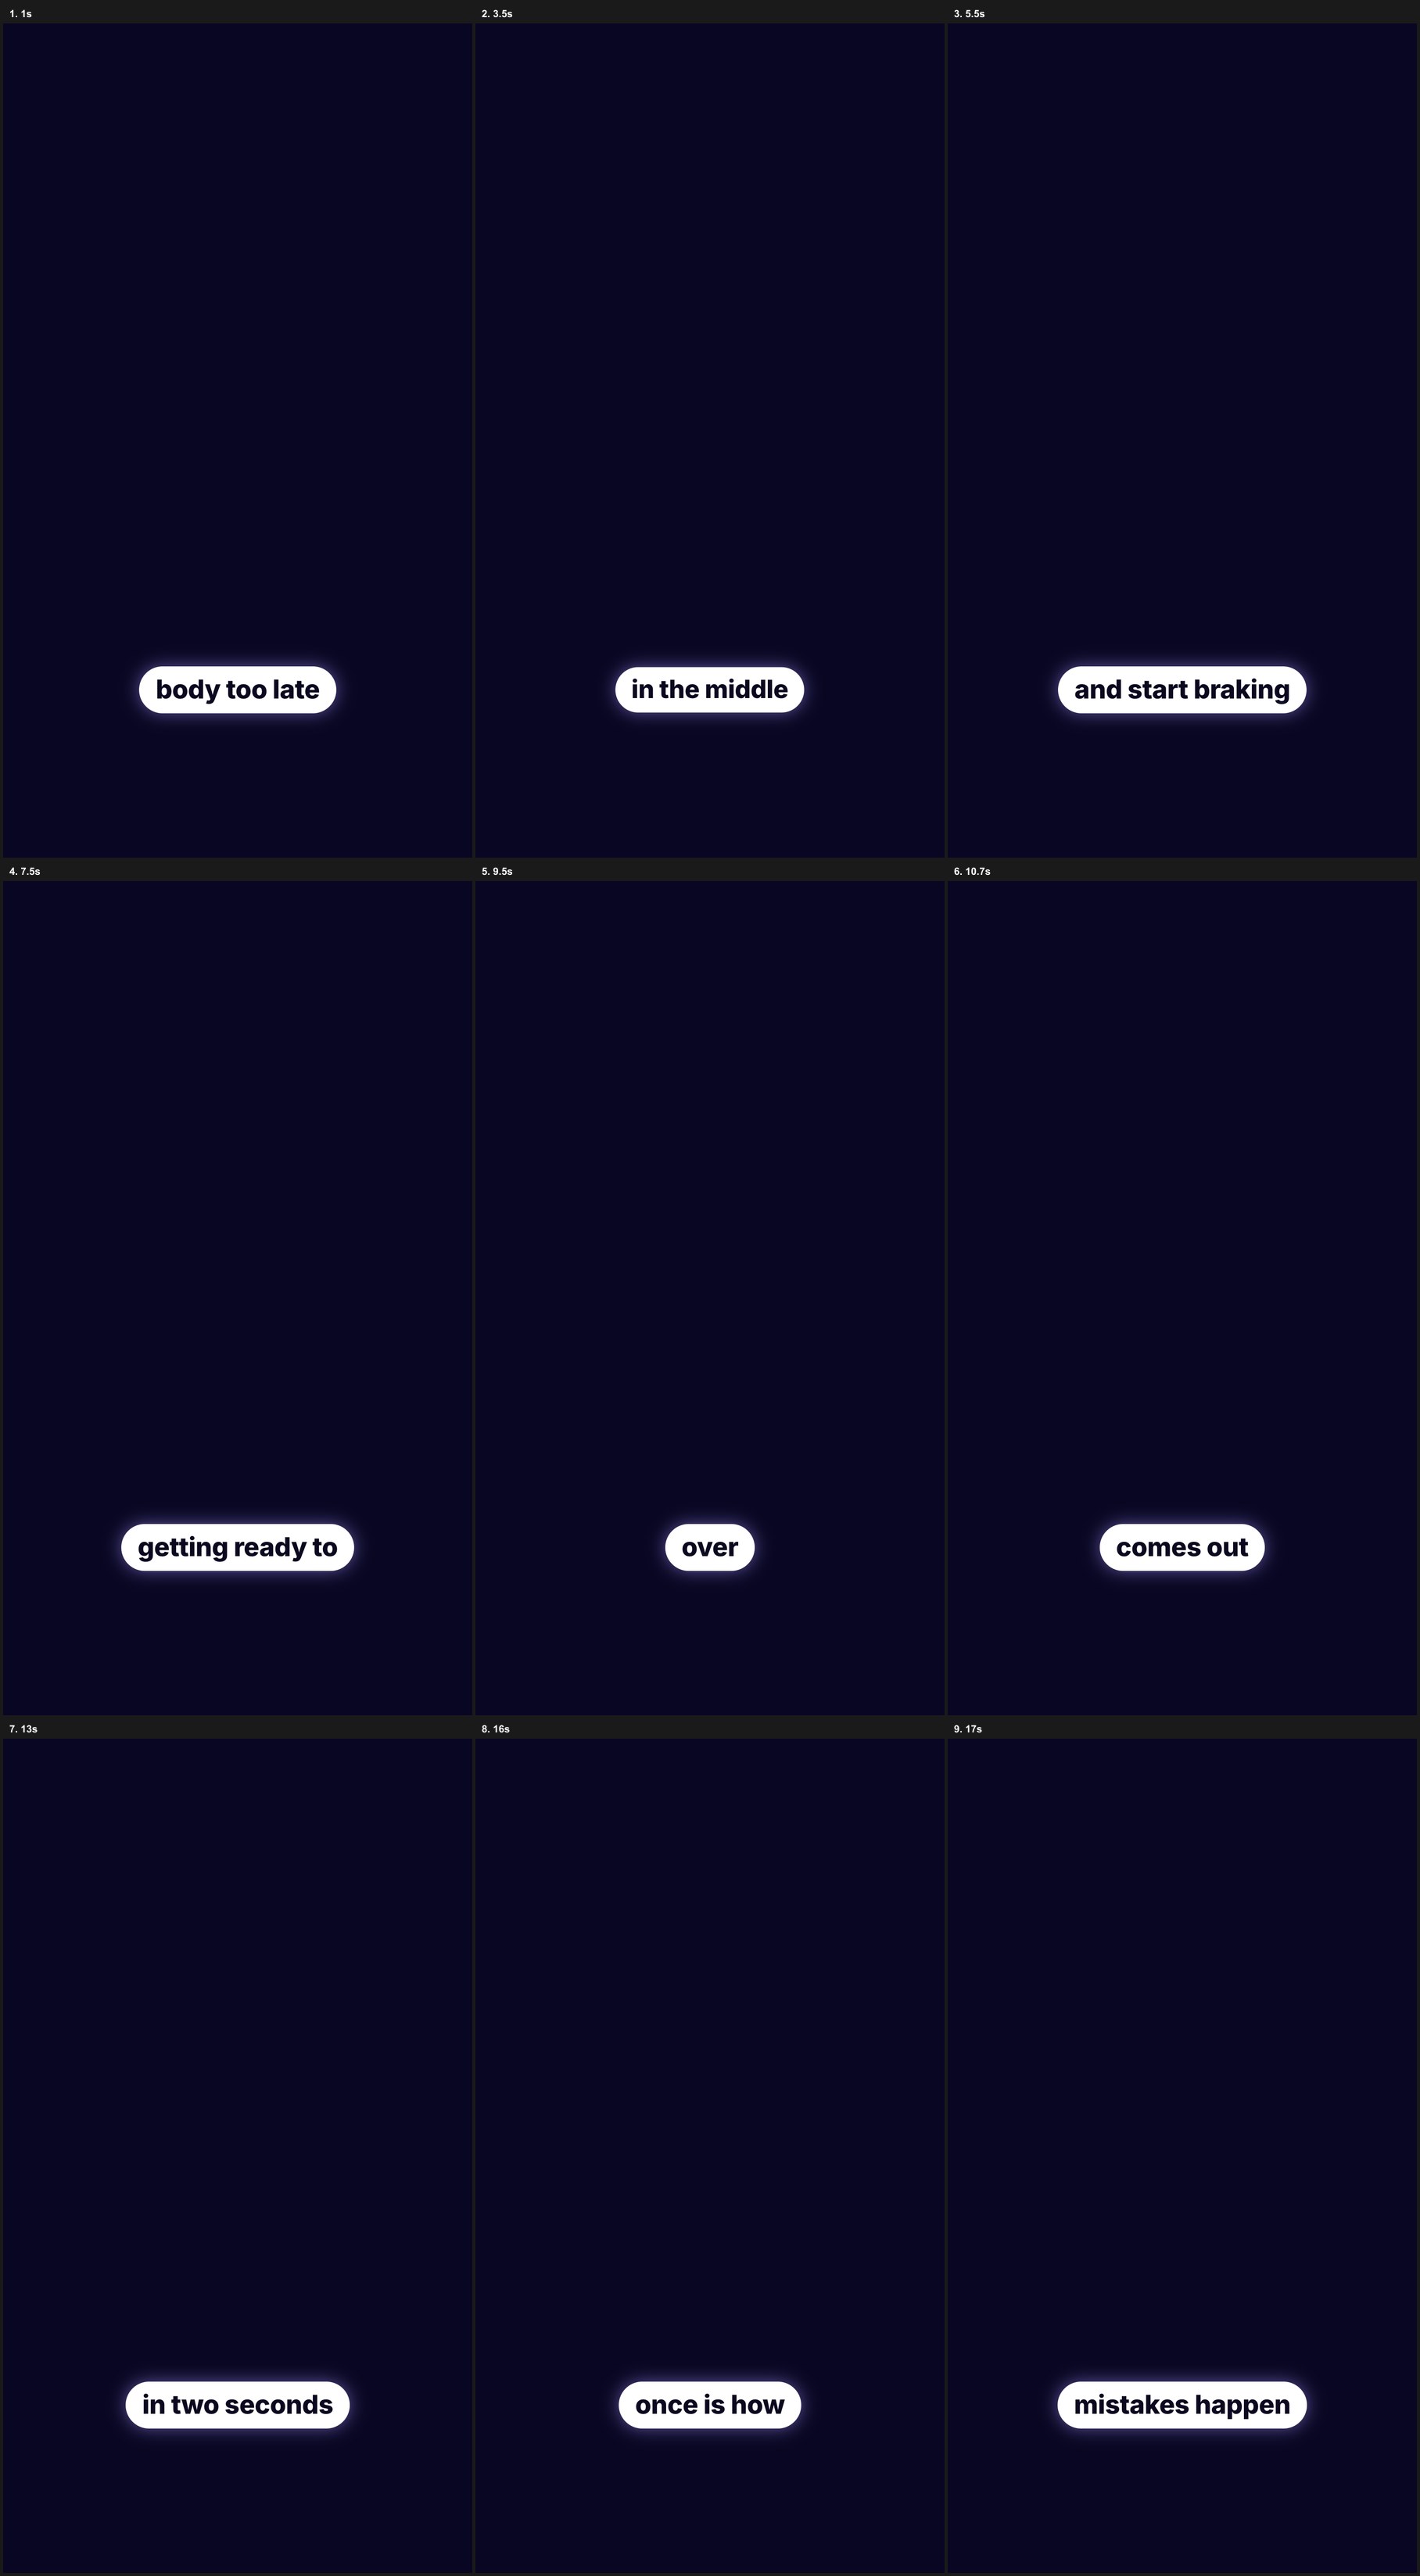 1. 1s
body too late
2. 3.5s
in the middle
3. 5.5s
and start braking
4. 7.5s
getting ready to
5. 9.5s
over
6. 10.7s
comes out
7. 13s
in two seconds
8. 16s
once is how
9. 17s
mistakes happen